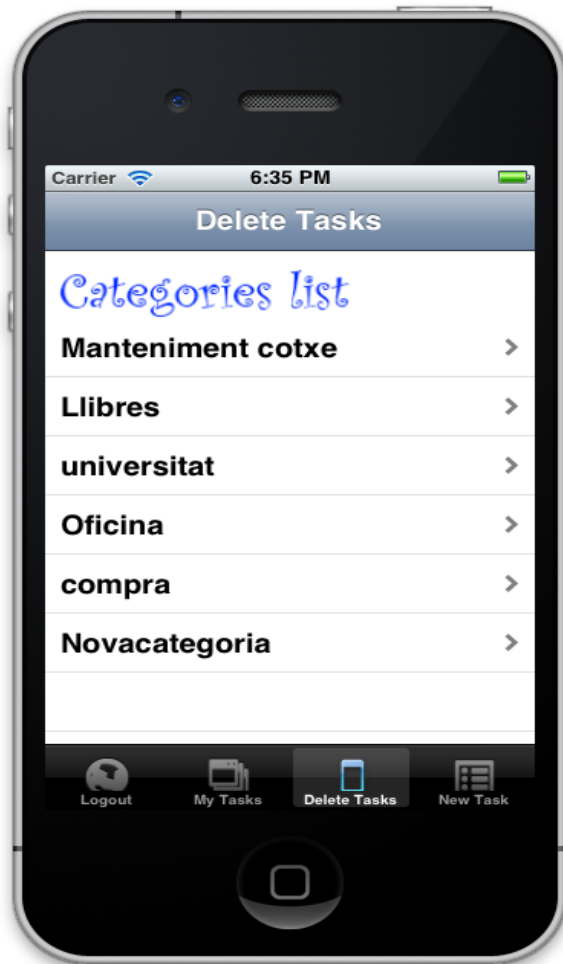 Carrier 6:35 PM
Delete Tasks
Categories list
Manteniment cotxe
Llibres
universitat
Oficina
compra
Novacategoria
Logout My Tasks Delete Tasks New Task